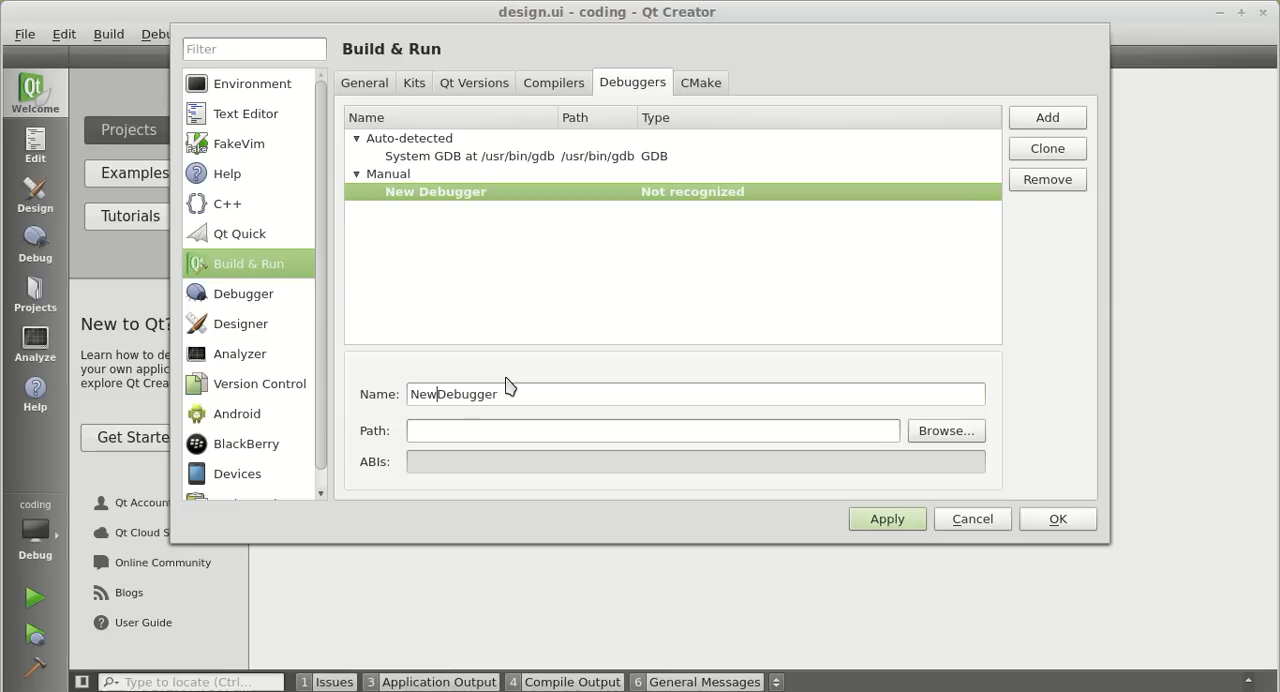 design.ui - coding - Qt Creator
File Edit Build Debu
Filter
Build & Run
Environment
Text Editor
FakeVim
Help
C++
Qt Quick
Build & Run
Debugger
Designer
Analyzer
Version Control
Android
BlackBerry
Devices
General Kits Qt Versions Compilers Debuggers CMake
Name Path Type
Auto-detected
System GDB at /usr/bin/gdb /usr/bin/gdb GDB
Manual
New Debugger Not recognized
Add
Clone
Remove
Name: NewDebugger
Path: Browse...
ABIs:
Apply Cancel OK
Qt
Welcome
Edit
Design
Debug
Projects
Analyze
Help
coding
Debug
Projects
Examples
Tutorials
New to Qt?
Learn how to de
your own applic
explore Qt Crea
Get Starte
Qt Accoun
Qt Cloud S
Online Community
Blogs
User Guide
Type to locate (Ctrl... 1 Issues 3 Application Output 4 Compile Output 6 General Messages